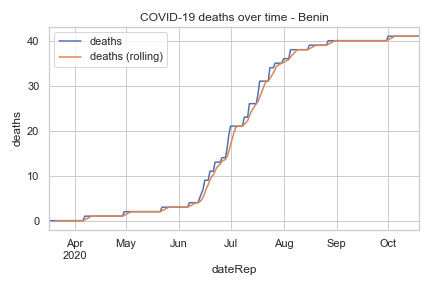 COVID-19 deaths over time - Benin
deaths
deaths (rolling)
40
30
20
10
0
deaths
Apr
2020
May
Jun
Jul
Aug
Sep
Oct
dateRep